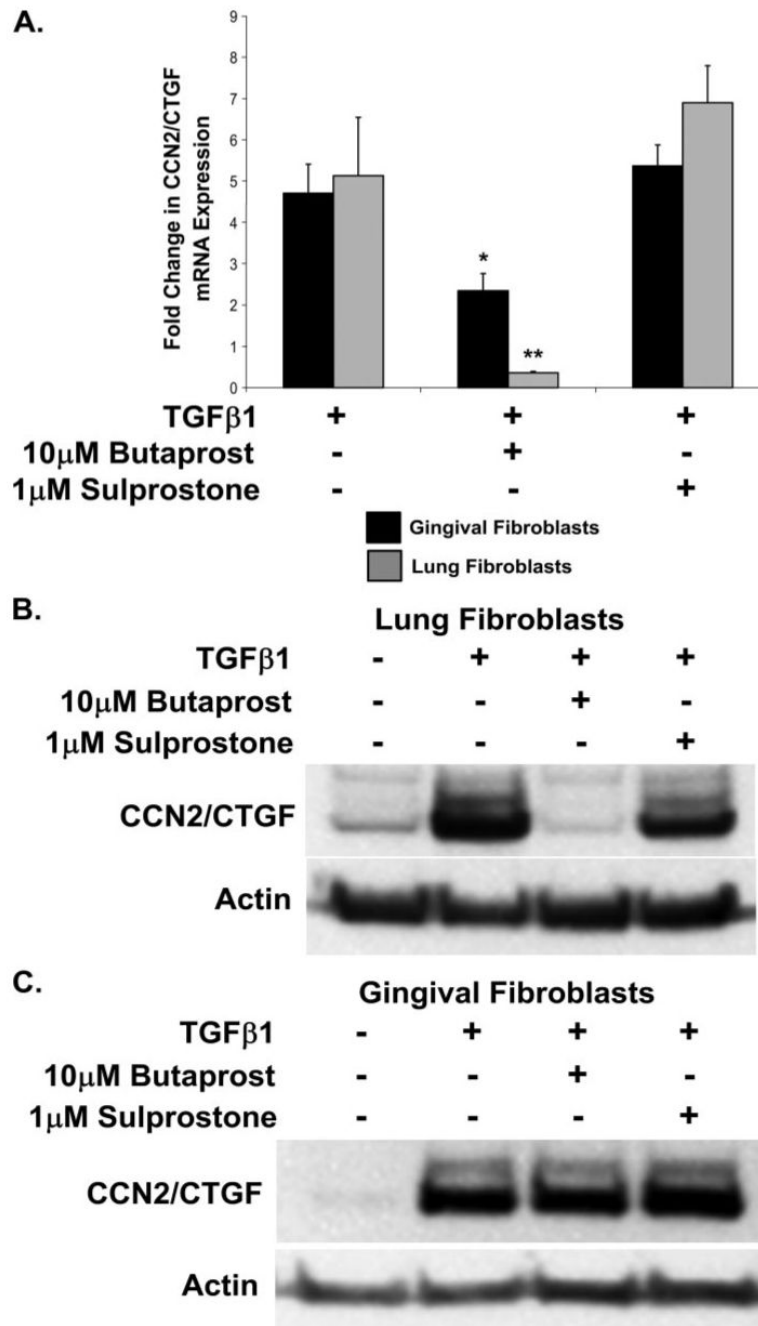 A.
Fold Change in CCN2/CTGF
mRNA Expression
9
8
7
6
5
4
3
2
1
0
*
**
TGFβ1 + + +
10μM Butaprost - + -
1μM Sulprostone - - +
Gingival Fibroblasts
Lung Fibroblasts
B.
Lung Fibroblasts
TGFβ1 - + + +
10μM Butaprost - - + -
1μM Sulprostone - - - +
CCN2/CTGF
Actin
C.
Gingival Fibroblasts
TGFβ1 - + + +
10μM Butaprost - - + -
1μM Sulprostone - - - +
CCN2/CTGF
Actin